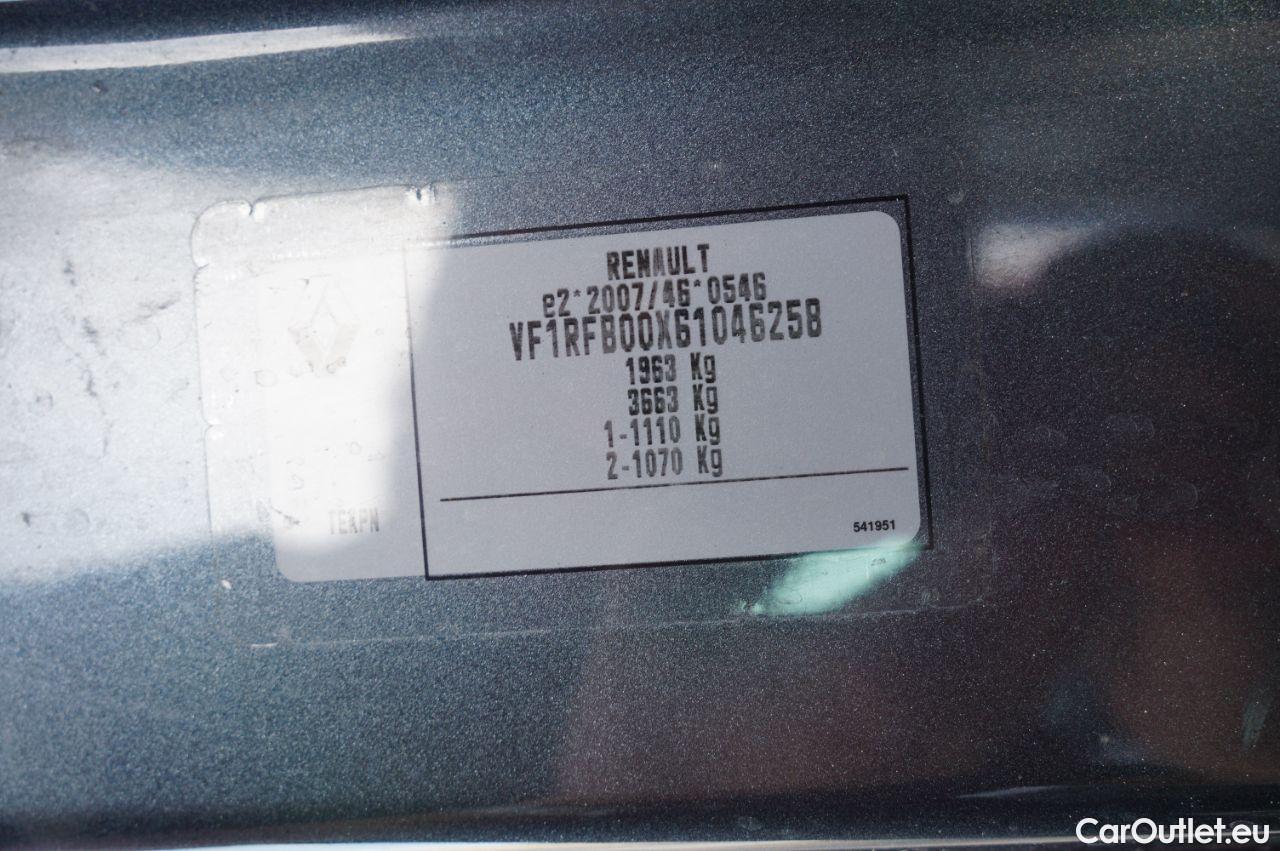 RENAULT
e2*2007/46*0546
VF1RFB00X61046258
1963 Kg
3663 Kg
1-1110 Kg
2-1070 Kg
TEKPN
541951
CarOutlet.eu